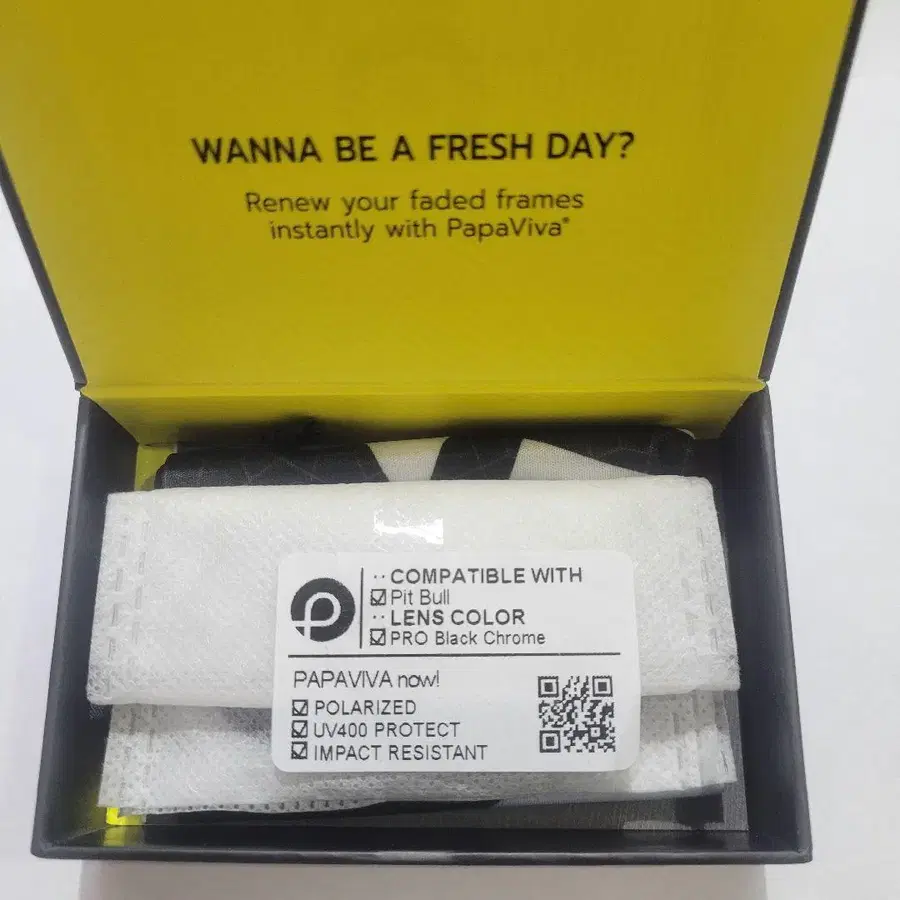 WANNA BE A FRESH DAY?
Renew your faded frames
instantly with PapaViva®
COMPATIBLE WITH
Pit Bull
LENS COLOR
PRO Black Chrome
PAPAVIVA now!
POLARIZED
UV400 PROTECT
IMPACT RESISTANT